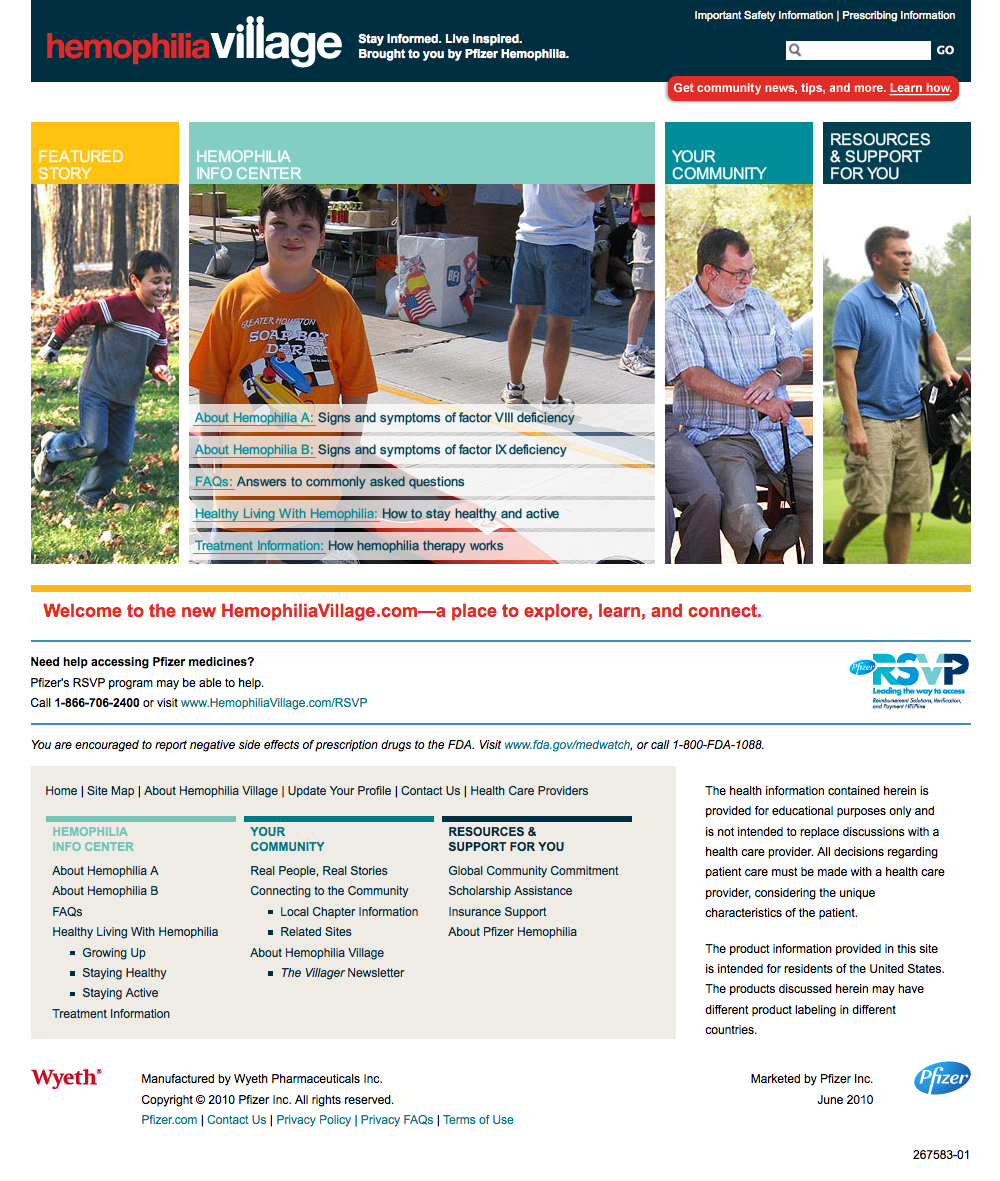 Important Safety Information | Prescribing Information
hemophiliavillage
Stay Informed. Live Inspired.
Brought to you by Pfizer Hemophilia.
GO
Get community news, tips, and more. Learn how.
FEATURED
STORY
HEMOPHILIA
INFO CENTER
YOUR
COMMUNITY
RESOURCES
& SUPPORT
FOR YOU
GREATER HOUSTON
SOAP BOX
DERBY
About Hemophilia A: Signs and symptoms of factor VIII deficiency
About Hemophilia B: Signs and symptoms of factor IX deficiency
FAQs: Answers to commonly asked questions
Healthy Living With Hemophilia: How to stay healthy and active
Treatment Information: How hemophilia therapy works
Welcome to the new HemophiliaVillage.com—a place to explore, learn, and connect.
Need help accessing Pfizer medicines?
Pfizer's RSVP program may be able to help.
Call 1-866-706-2400 or visit www.HemophiliaVillage.com/RSVP
Pfizer RSVP
Leading the way to access
Reimbursement Solutions, Verification,
and Payment HELPline
You are encouraged to report negative side effects of prescription drugs to the FDA. Visit www.fda.gov/medwatch, or call 1-800-FDA-1088.
Home | Site Map | About Hemophilia Village | Update Your Profile | Contact Us | Health Care Providers
HEMOPHILIA
INFO CENTER
About Hemophilia A
About Hemophilia B
FAQs
Healthy Living With Hemophilia
Growing Up
Staying Healthy
Staying Active
Treatment Information
YOUR
COMMUNITY
Real People, Real Stories
Connecting to the Community
Local Chapter Information
Related Sites
About Hemophilia Village
The Villager Newsletter
RESOURCES &
SUPPORT FOR YOU
Global Community Commitment
Scholarship Assistance
Insurance Support
About Pfizer Hemophilia
The health information contained herein is
provided for educational purposes only and
is not intended to replace discussions with a
health care provider. All decisions regarding
patient care must be made with a health care
provider, considering the unique
characteristics of the patient.
The product information provided in this site
is intended for residents of the United States.
The products discussed herein may have
different product labeling in different
countries.
Wyeth®
Manufactured by Wyeth Pharmaceuticals Inc.
Copyright © 2010 Pfizer Inc. All rights reserved.
Pfizer.com | Contact Us | Privacy Policy | Privacy FAQs | Terms of Use
Marketed by Pfizer Inc.
June 2010
Pfizer
267583-01